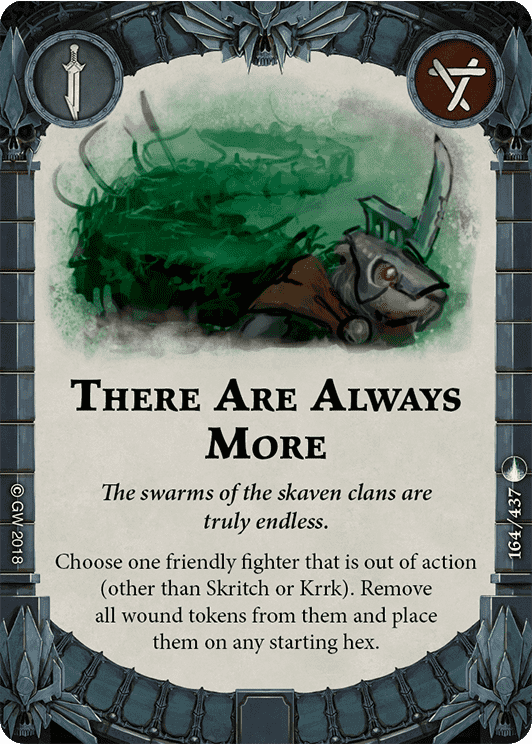 There Are Always
More
The swarms of the skaven clans are
truly endless.
Choose one friendly fighter that is out of action
(other than Skritch or Krrk). Remove
all wound tokens from them and place
them on any starting hex.
© GW 2018
164/437